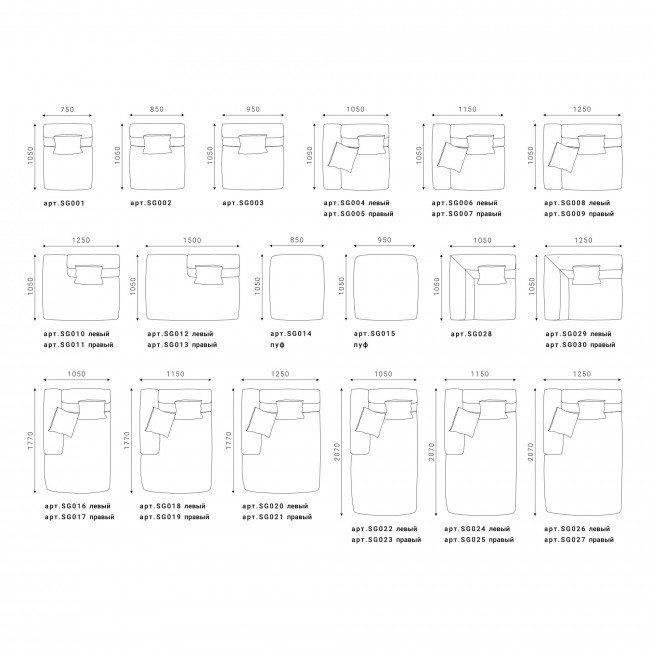 750 850 950 1050 1150 1250
1050 1050 1050 1050 1050 1050
арт.SG001 арт.SG002 арт.SG003 арт.SG004 левый арт.SG006 левый арт.SG008 левый
арт.SG005 правый арт.SG007 правый арт.SG009 правый
1250 1500 850 950 1050 1250
1050 1050 1050 1050 1050 1050
арт.SG010 левый арт.SG012 левый арт.SG014 арт.SG015 арт.SG028 арт.SG029 левый
арт.SG011 правый арт.SG013 правый пуф пуф арт.SG030 правый
1050 1150 1250 1050 1150 1250
1770 1770 1770 2070 2070 2070
арт.SG016 левый арт.SG018 левый арт.SG020 левый
арт.SG017 правый арт.SG019 правый арт.SG021 правый
арт.SG022 левый арт.SG024 левый арт.SG026 левый
арт.SG023 правый арт.SG025 правый арт.SG027 правый